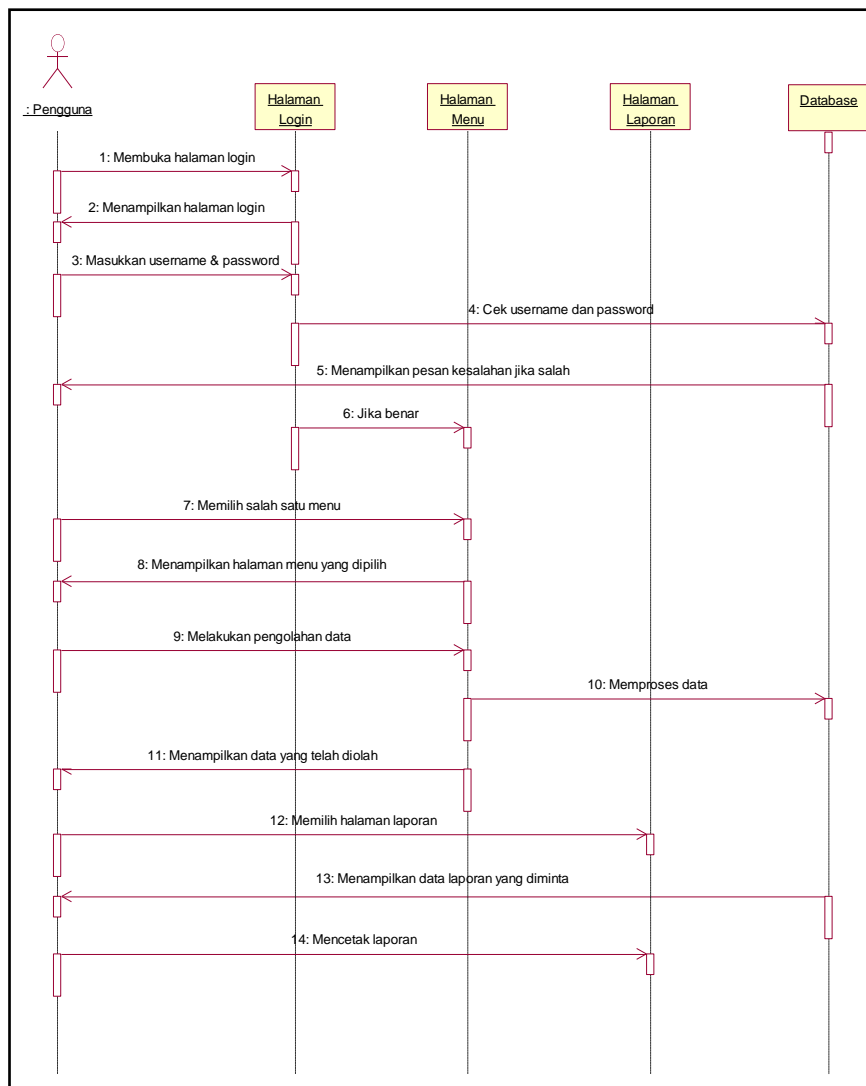 : Pengguna
Halaman
Login
Halaman
Menu
Halaman
Laporan
Database
1: Membuka halaman login
2: Menampilkan halaman login
3: Masukkan username & password
4: Cek username dan password
5: Menampilkan pesan kesalahan jika salah
6: Jika benar
7: Memilih salah satu menu
8: Menampilkan halaman menu yang dipilih
9: Melakukan pengolahan data
10: Memproses data
11: Menampilkan data yang telah diolah
12: Memilih halaman laporan
13: Menampilkan data laporan yang diminta
14: Mencetak laporan